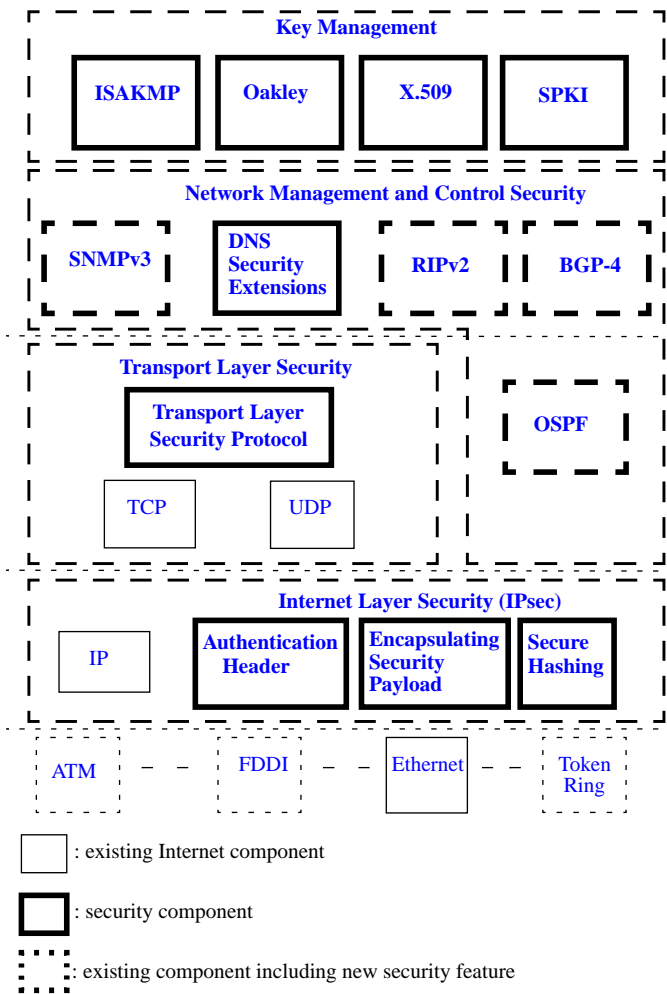 Key Management
ISAKMP
Oakley
X.509
SPKI
Network Management and Control Security
SNMPv3
DNS
Security
Extensions
RIPv2
BGP-4
Transport Layer Security
Transport Layer
Security Protocol
OSPF
TCP
UDP
Internet Layer Security (IPsec)
IP
Authentication
Header
Encapsulating
Security
Payload
Secure
Hashing
ATM
FDDI
Ethernet
Token
Ring
: existing Internet component
: security component
: existing component including new security feature